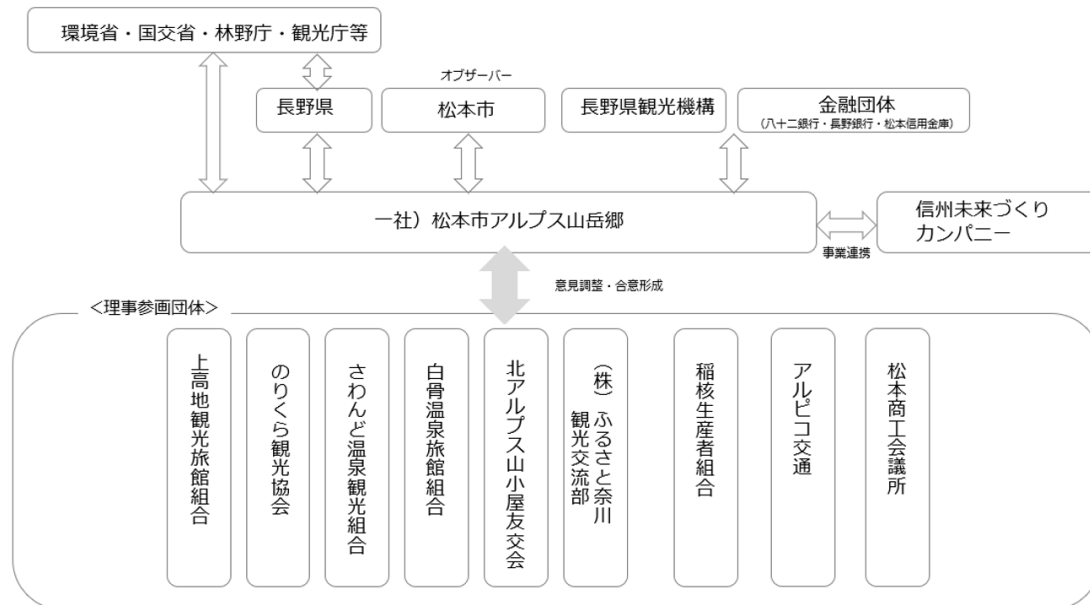 環境省・国交省・林野庁・観光庁等
オブザーバー
長野県
松本市
長野県観光機構
金融団体
（八十二銀行・長野銀行・松本信用金庫）
一社）松本市アルプス山岳郷
信州未来づくり
カンパニー
事業連携
意見調整・合意形成
＜理事参画団体＞
上高地観光旅館組合
のりくら観光協会
さわんど温泉観光組合
白骨温泉旅館組合
北アルプス山小屋友交会
（株）ふるさと奈川
観光交流部
稲核生産者組合
アルピコ交通
松本商工会議所